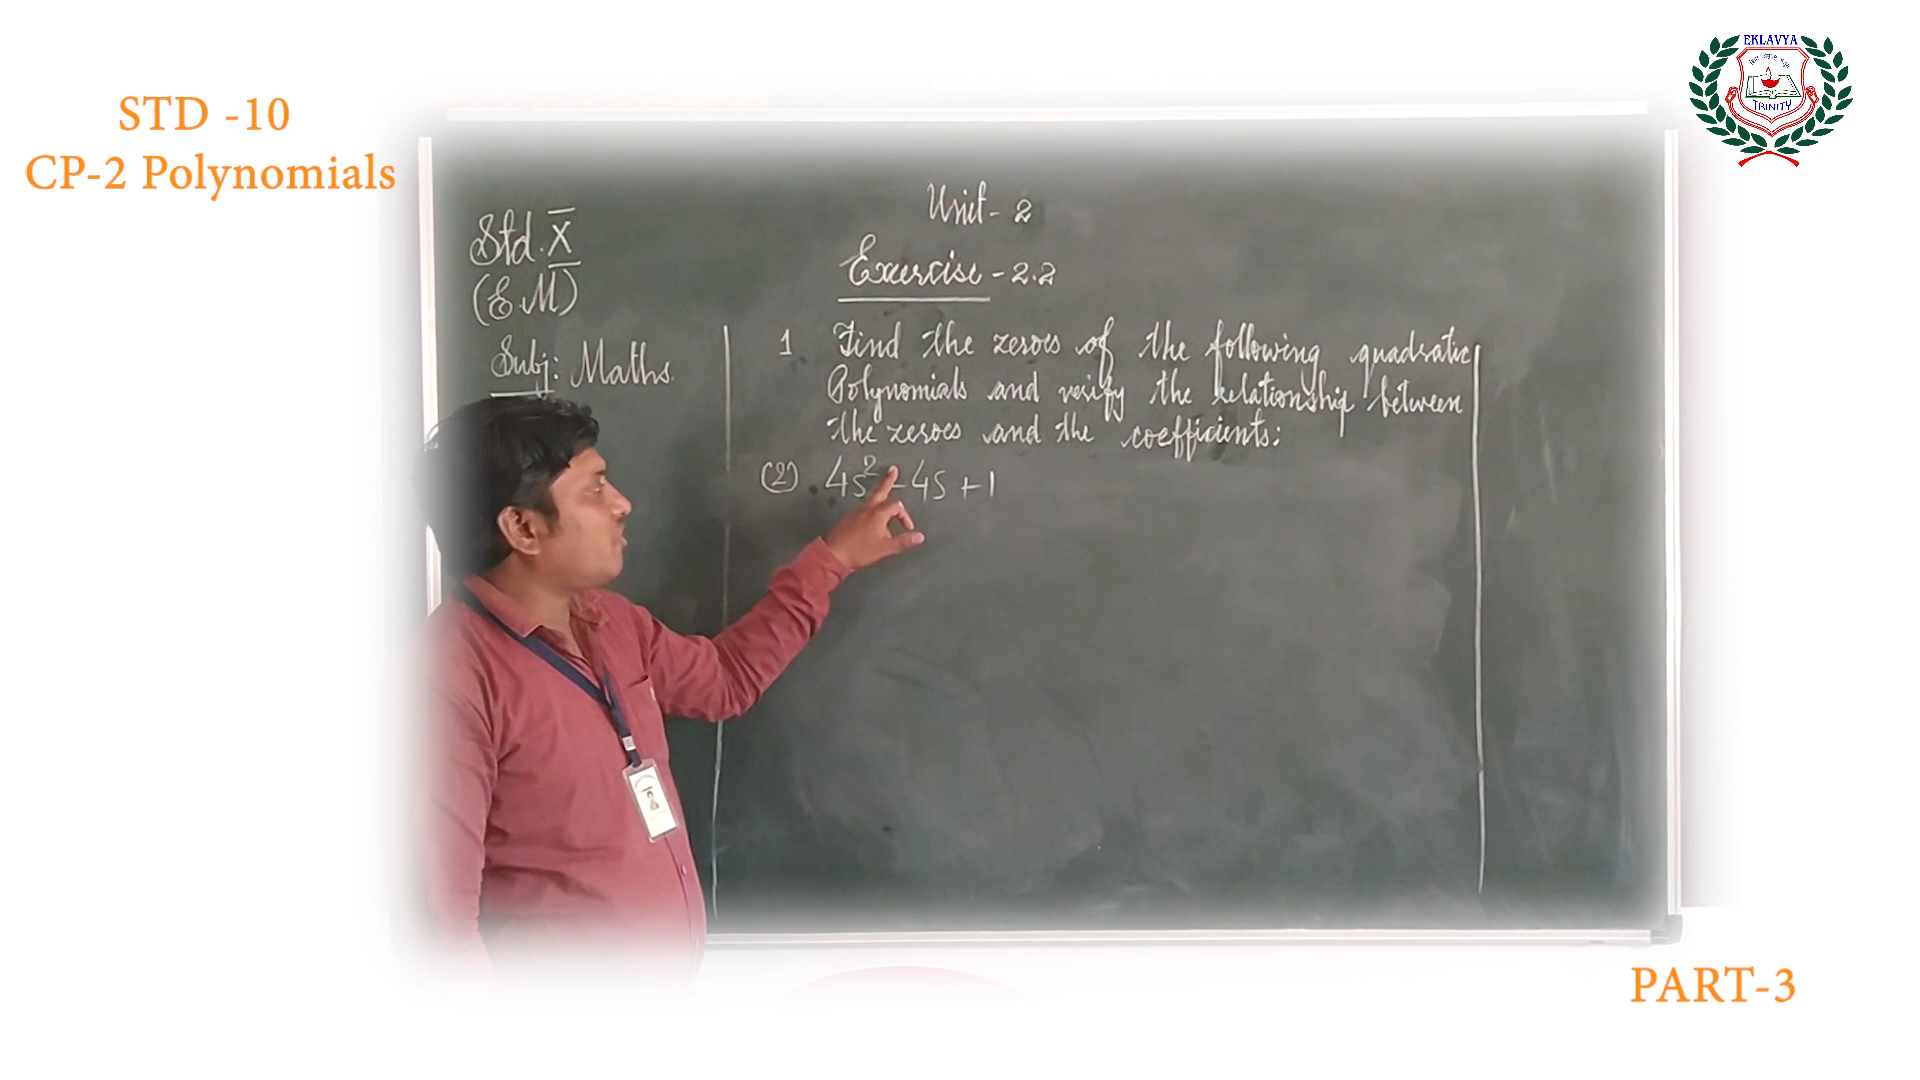 STD -10
CP-2 Polynomials
EKLAVYA
TRINITY
Std. X
(E.M)
Subj: Maths.
Unit - 2
Exercise - 2.2
1 Find the zeroes of the following quadratic
Polynomials and verify the relationship between
the zeroes and the coefficients:
(2) 4s² - 4s + 1
PART-3